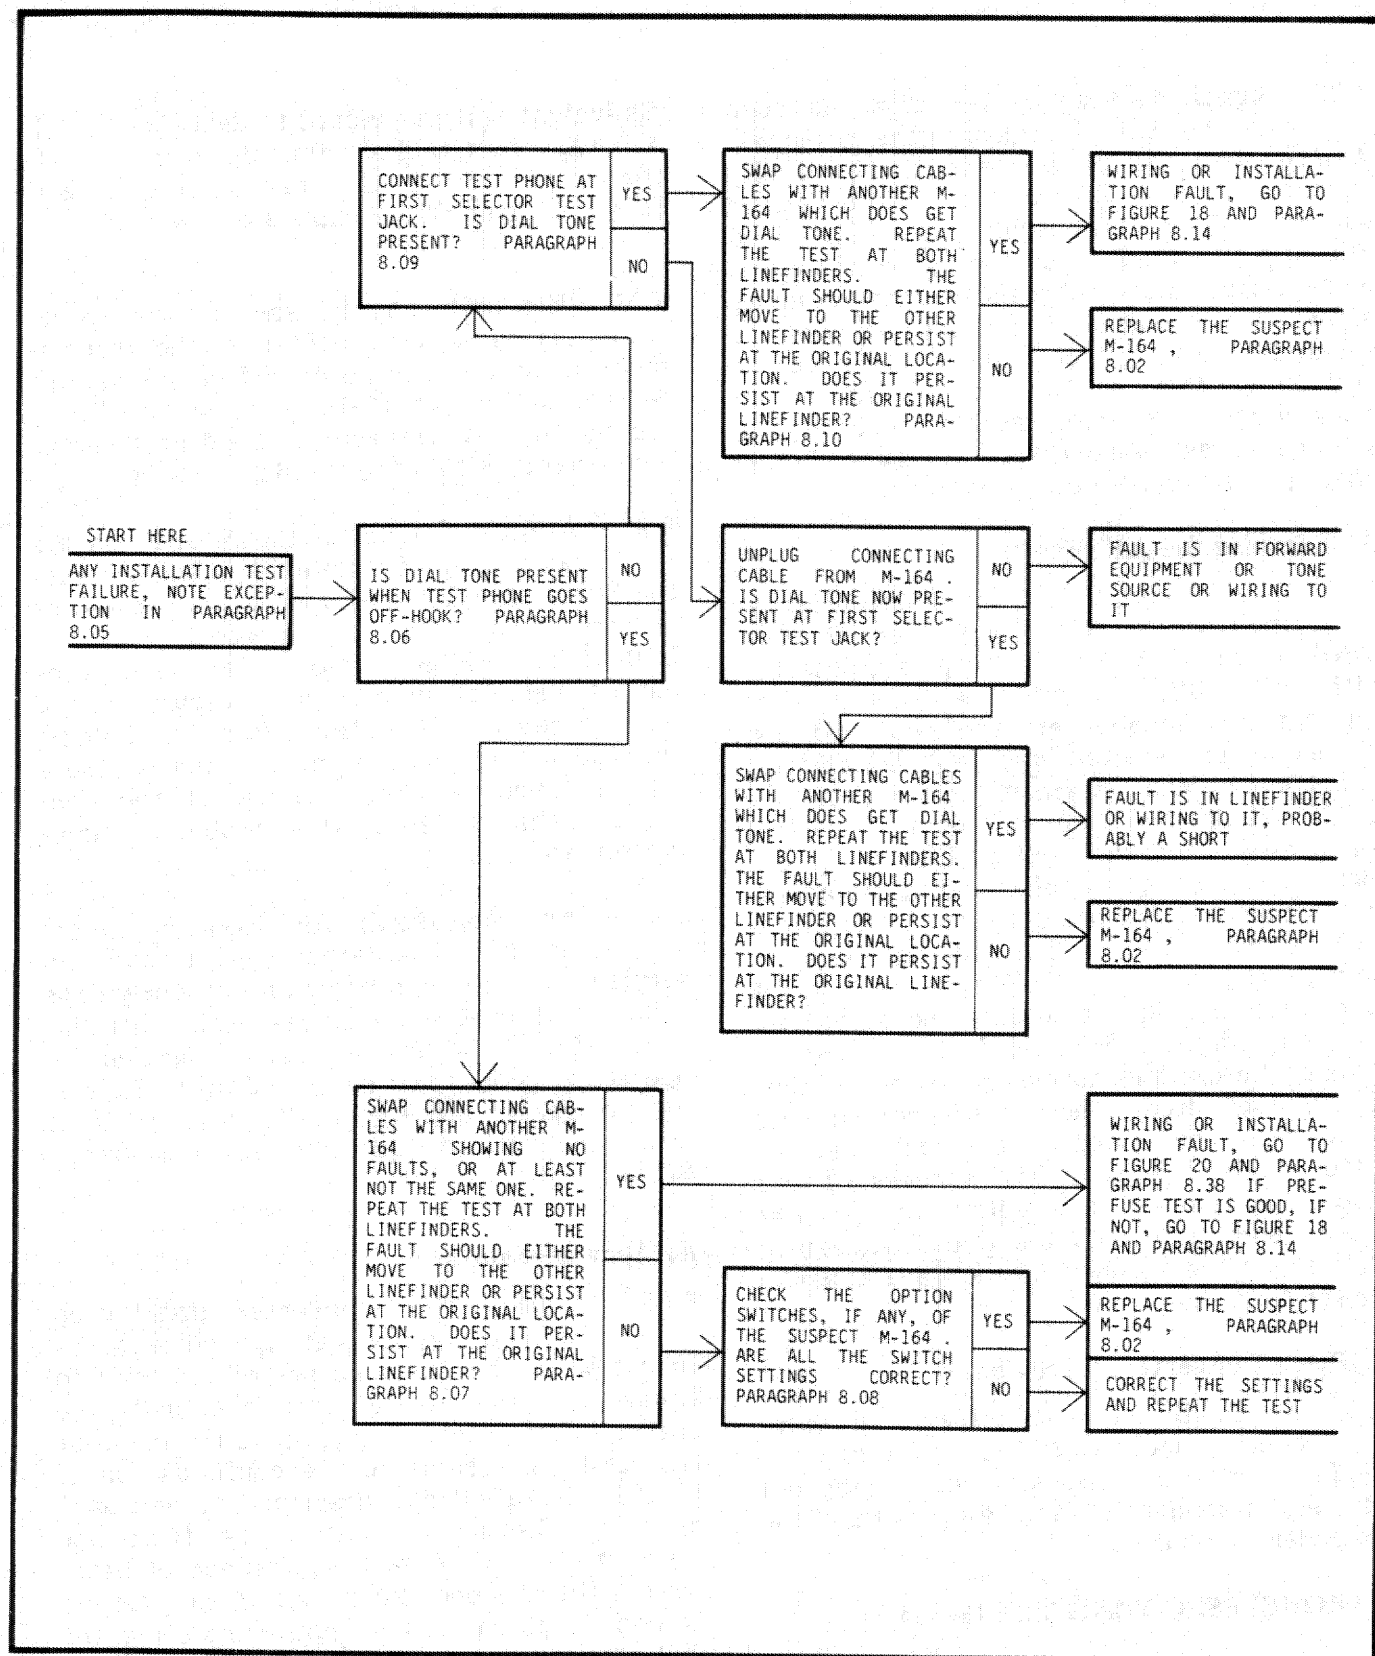 CONNECT TEST PHONE AT
FIRST SELECTOR TEST
JACK. IS DIAL TONE
PRESENT? PARAGRAPH
8.09
YES
NO
SWAP CONNECTING CAB-
LES WITH ANOTHER M-
164 WHICH DOES GET
DIAL TONE. REPEAT
THE TEST AT BOTH
LINEFINDERS. THE
FAULT SHOULD EITHER
MOVE TO THE OTHER
LINEFINDER OR PERSIST
AT THE ORIGINAL LOCA-
TION. DOES IT PER-
SIST AT THE ORIGINAL
LINEFINDER? PARA-
GRAPH 8.10
YES
NO
WIRING OR INSTALLA-
TION FAULT, GO TO
FIGURE 18 AND PARA-
GRAPH 8.14
REPLACE THE SUSPECT
M-164 , PARAGRAPH
8.02
START HERE
ANY INSTALLATION TEST
FAILURE, NOTE EXCEP-
TION IN PARAGRAPH
8.05
IS DIAL TONE PRESENT
WHEN TEST PHONE GOES
OFF-HOOK? PARAGRAPH
8.06
NO
YES
UNPLUG CONNECTING
CABLE FROM M-164 .
IS DIAL TONE NOW PRE-
SENT AT FIRST SELEC-
TOR TEST JACK?
NO
YES
FAULT IS IN FORWARD
EQUIPMENT OR TONE
SOURCE OR WIRING TO
IT
SWAP CONNECTING CABLES
WITH ANOTHER M-164
WHICH DOES GET DIAL
TONE. REPEAT THE TEST
AT BOTH LINEFINDERS.
THE FAULT SHOULD EI-
THER MOVE TO THE OTHER
LINEFINDER OR PERSIST
AT THE ORIGINAL LOCA-
TION. DOES IT PERSIST
AT THE ORIGINAL LINE-
FINDER?
YES
NO
FAULT IS IN LINEFINDER
OR WIRING TO IT, PROB-
ABLY A SHORT
REPLACE THE SUSPECT
M-164 , PARAGRAPH
8.02
SWAP CONNECTING CAB-
LES WITH ANOTHER M-
164 SHOWING NO
FAULTS, OR AT LEAST
NOT THE SAME ONE. RE-
PEAT THE TEST AT BOTH
LINEFINDERS. THE
FAULT SHOULD EITHER
MOVE TO THE OTHER
LINEFINDER OR PERSIST
AT THE ORIGINAL LOCA-
TION. DOES IT PER-
SIST AT THE ORIGINAL
LINEFINDER? PARA-
GRAPH 8.07
YES
NO
WIRING OR INSTALLA-
TION FAULT, GO TO
FIGURE 20 AND PARA-
GRAPH 8.38 IF PRE-
FUSE TEST IS GOOD, IF
NOT, GO TO FIGURE 18
AND PARAGRAPH 8.14
CHECK THE OPTION
SWITCHES, IF ANY, OF
THE SUSPECT M-164 .
ARE ALL THE SWITCH
SETTINGS CORRECT?
PARAGRAPH 8.08
YES
NO
REPLACE THE SUSPECT
M-164 , PARAGRAPH
8.02
CORRECT THE SETTINGS
AND REPEAT THE TEST